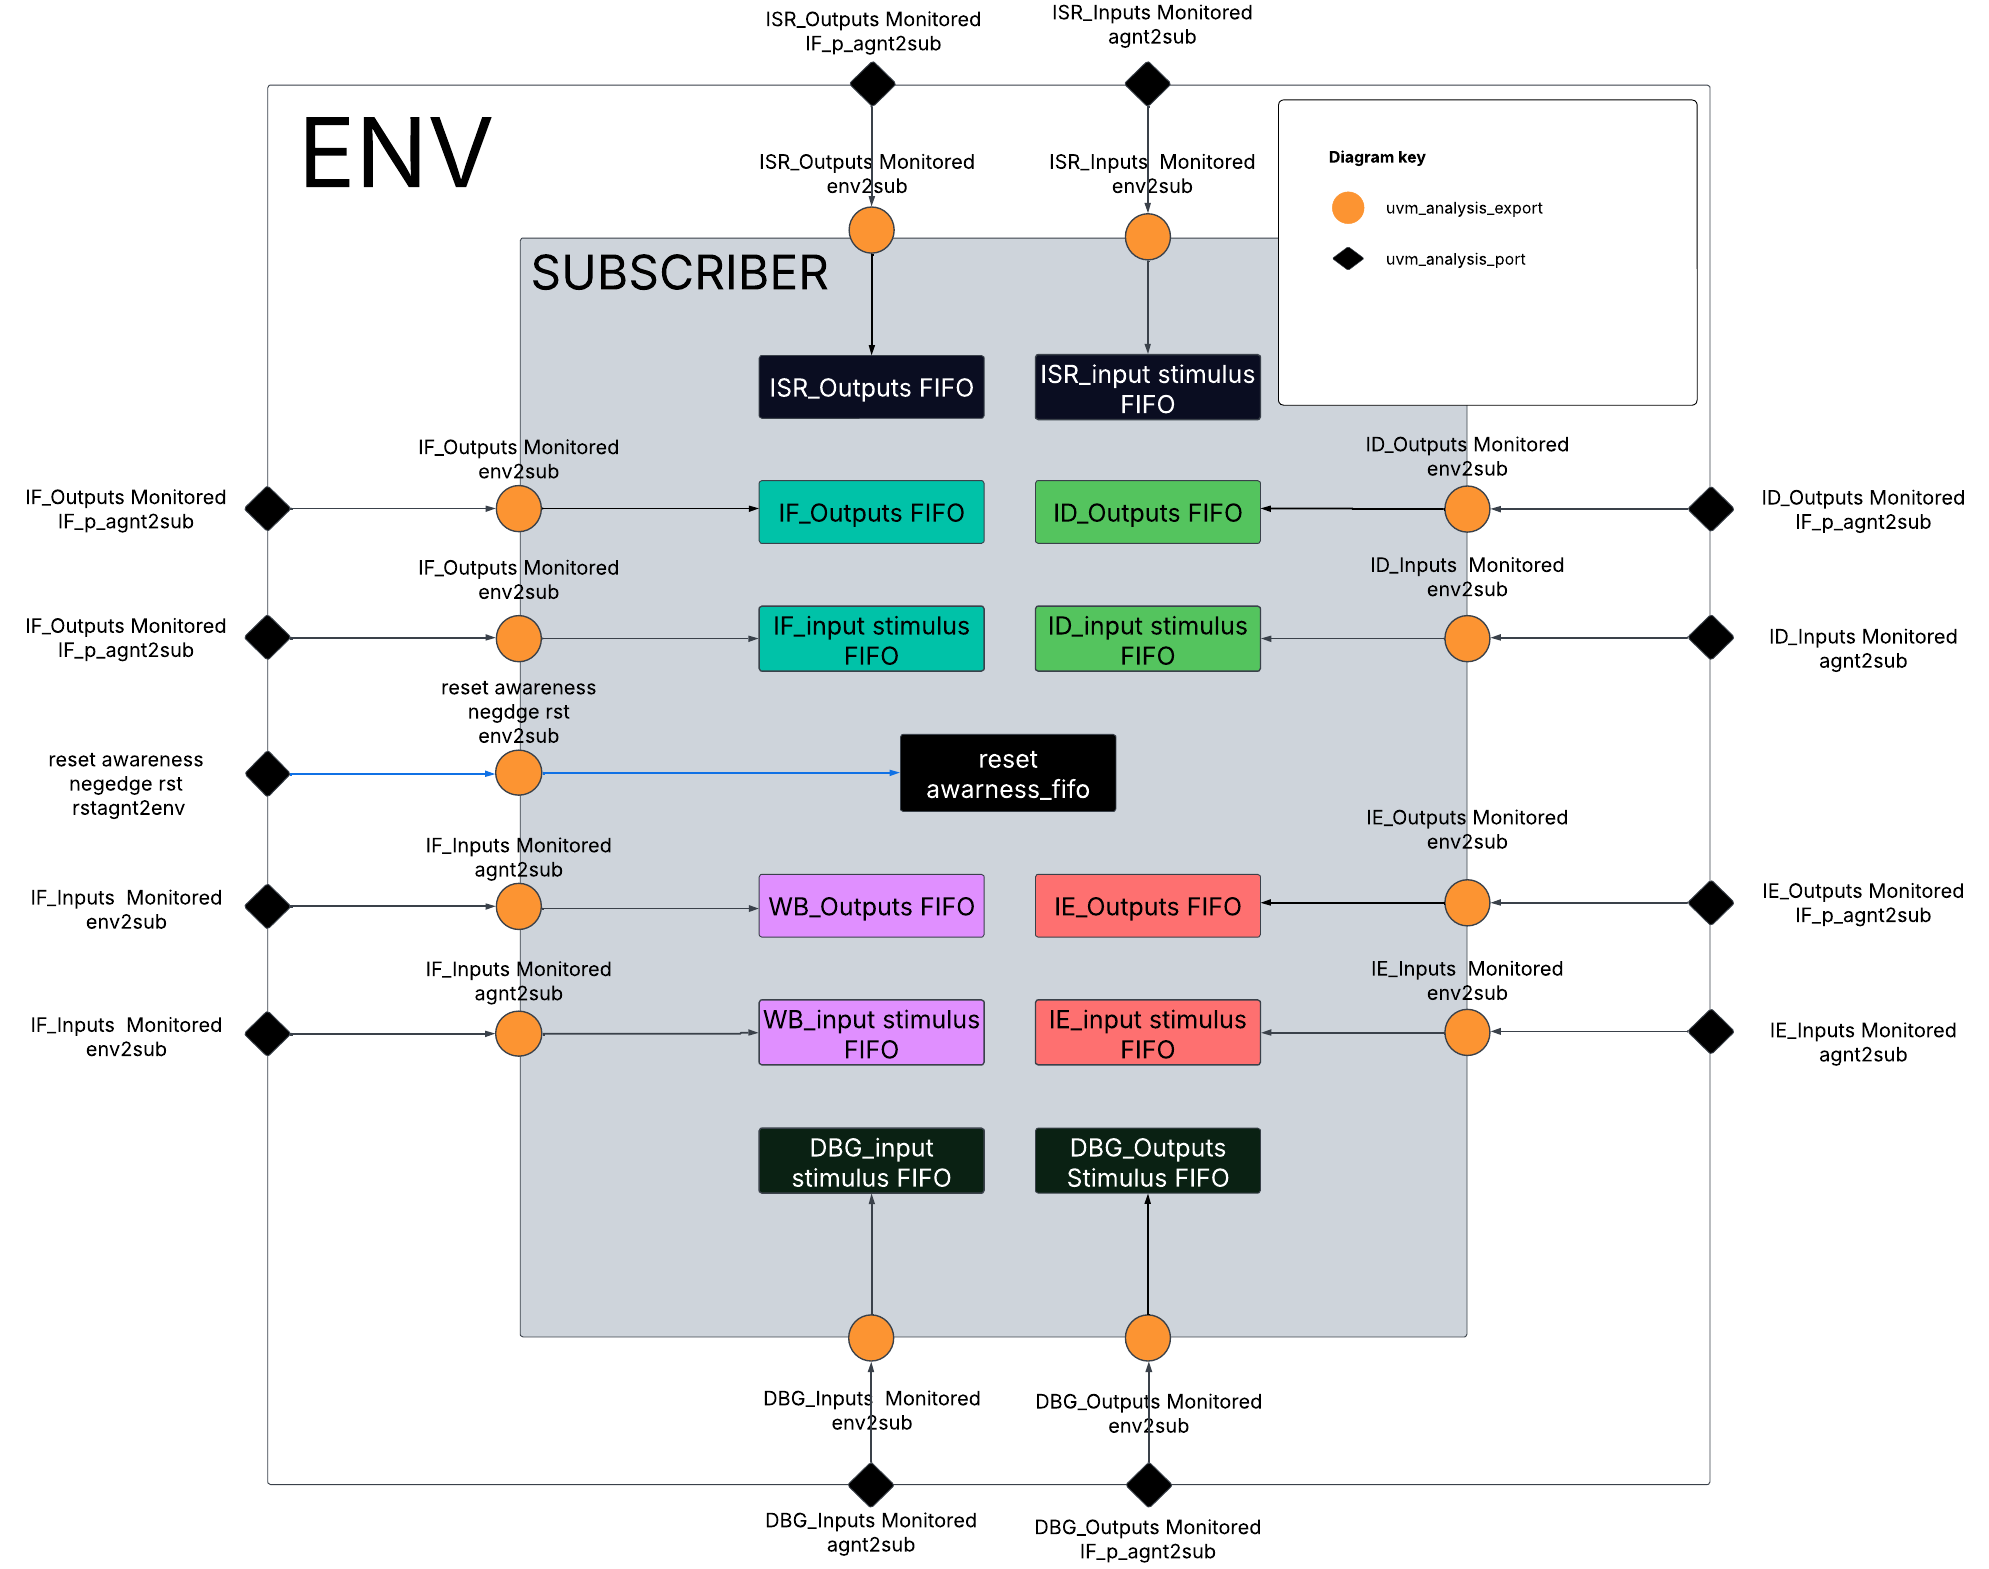 ISR_Outputs Monitored
IF_p_agnt2sub
ISR_Inputs Monitored
agnt2sub
ENV
ISR_Outputs Monitored
env2sub
ISR_Inputs  Monitored
env2sub
Diagram key
uvm_analysis_export
uvm_analysis_port
SUBSCRIBER
ISR_Outputs FIFO
ISR_input stimulus
FIFO
IF_Outputs Monitored
env2sub
ID_Outputs Monitored
env2sub
IF_Outputs Monitored
IF_p_agnt2sub
IF_Outputs FIFO
ID_Outputs FIFO
ID_Outputs Monitored
IF_p_agnt2sub
IF_Outputs Monitored
env2sub
ID_Inputs  Monitored
env2sub
IF_Outputs Monitored
IF_p_agnt2sub
IF_input stimulus
FIFO
ID_input stimulus
FIFO
ID_Inputs Monitored
agnt2sub
reset awareness
negdge rst
env2sub
reset awareness
negedge rst
rstagnt2env
reset
awarness_fifo
IF_Inputs Monitored
agnt2sub
IE_Outputs Monitored
env2sub
IF_Inputs  Monitored
env2sub
WB_Outputs FIFO
IE_Outputs FIFO
IE_Outputs Monitored
IF_p_agnt2sub
IF_Inputs Monitored
agnt2sub
IE_Inputs  Monitored
env2sub
IF_Inputs  Monitored
env2sub
WB_input stimulus
FIFO
IE_input stimulus
FIFO
IE_Inputs Monitored
agnt2sub
DBG_input
stimulus FIFO
DBG_Outputs
Stimulus FIFO
DBG_Inputs  Monitored
env2sub
DBG_Outputs Monitored
env2sub
DBG_Inputs Monitored
agnt2sub
DBG_Outputs Monitored
IF_p_agnt2sub